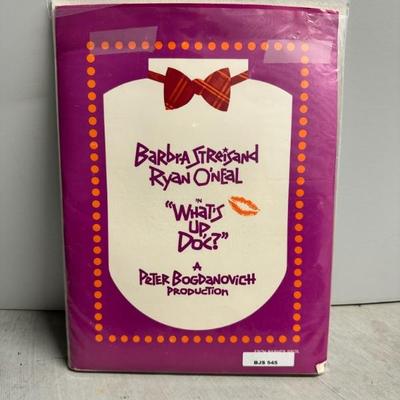 Barbra Streisand
Ryan O'Neal
in
"What's
Up,
Doc?"
A
Peter Bogdanovich
Production
BJS 545